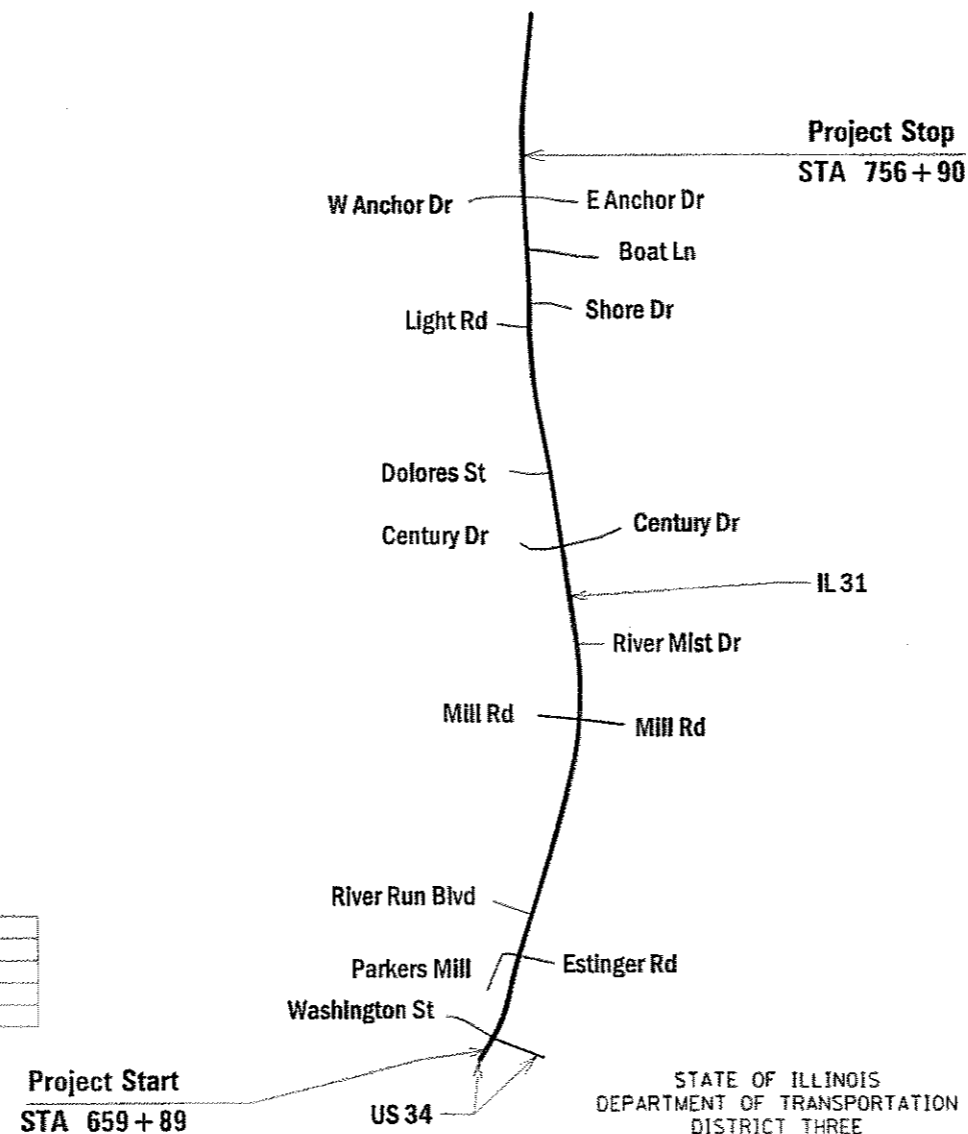 Project Stop
STA 756+90
W Anchor Dr
E Anchor Dr
Boat Ln
Shore Dr
Light Rd
Dolores St
Century Dr
Century Dr
IL 31
River Mist Dr
Mill Rd
Mill Rd
River Run Blvd
Parkers Mill
Estinger Rd
Washington St
Project Start
STA 659+89
US 34
STATE OF ILLINOIS
DEPARTMENT OF TRANSPORTATION
DISTRICT THREE